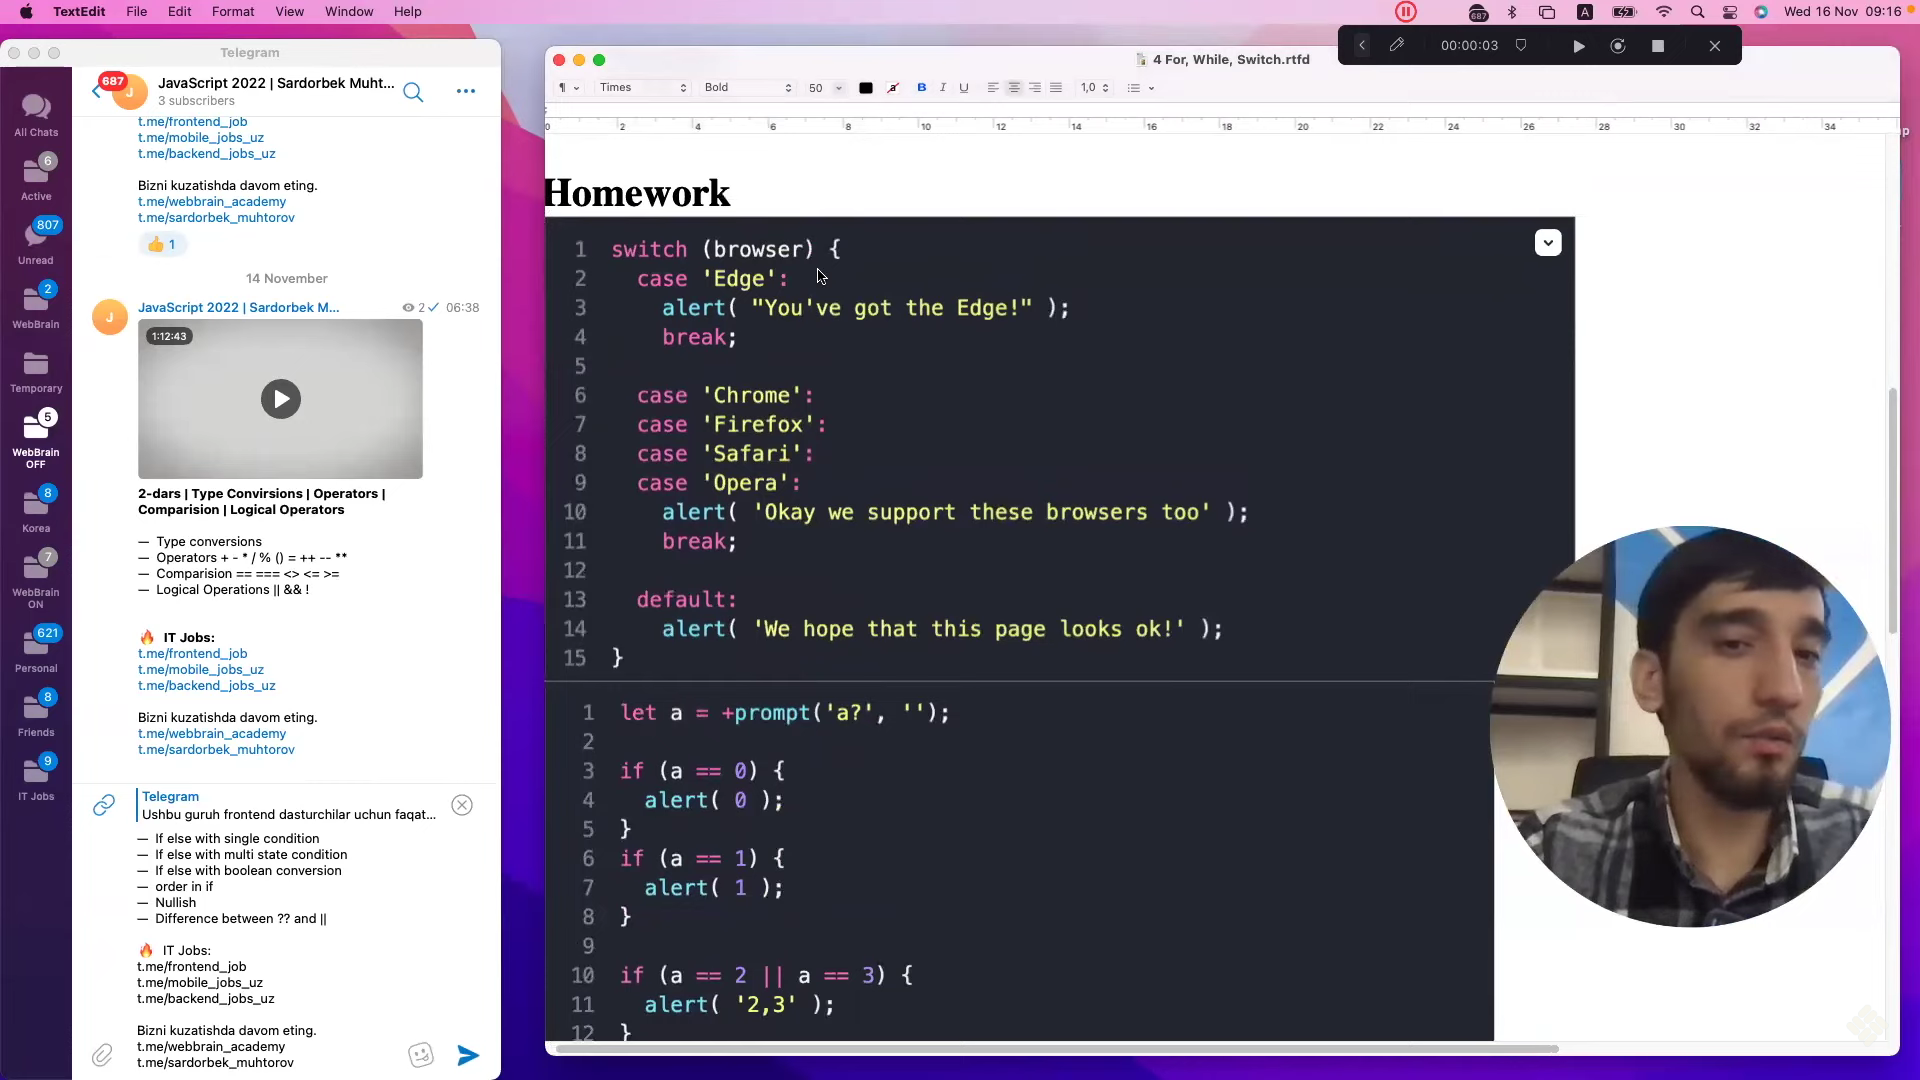 TextEdit File Edit Format View Window Help
687 A Wed 16 Nov 09:16
Telegram
687
J
JavaScript 2022 | Sardorbek Muht...
3 subscribers
All Chats
6
Active
807
Unread
2
WebBrain
Temporary
5
WebBrain
OFF
8
Korea
7
WebBrain
ON
621
Personal
8
Friends
9
IT Jobs
t.me/frontend_job
t.me/mobile_jobs_uz
t.me/backend_jobs_uz
Bizni kuzatishda davom eting.
t.me/webbrain_academy
t.me/sardorbek_muhtorov
👍 1
14 November
J
JavaScript 2022 | Sardorbek M... 2 06:38
1:12:43
2-dars | Type Convirsions | Operators |
Comparision | Logical Operators
— Type conversions
— Operators + - * / % () = ++ -- **
— Comparision == === <> <= >=
— Logical Operations || && !
🔥 IT Jobs:
t.me/frontend_job
t.me/mobile_jobs_uz
t.me/backend_jobs_uz
Bizni kuzatishda davom eting.
t.me/webbrain_academy
t.me/sardorbek_muhtorov
Telegram
Ushbu guruh frontend dasturchilar uchun faqat...
— If else with single condition
— If else with multi state condition
— If else with boolean conversion
— order in if
— Nullish
— Difference between ?? and ||
🔥 IT Jobs:
t.me/frontend_job
t.me/mobile_jobs_uz
t.me/backend_jobs_uz
Bizni kuzatishda davom eting.
t.me/webbrain_academy
t.me/sardorbek_muhtorov
4 For, While, Switch.rtfd
00:00:03
¶ Times Bold 50 a B I U 1,0
0 2 4 6 8 10 12 14 16 18 20 22 24 26 28 30 32 34
Homework
1 switch (browser) {
2 case 'Edge':
3 alert( "You've got the Edge!" );
4 break;
5
6 case 'Chrome':
7 case 'Firefox':
8 case 'Safari':
9 case 'Opera':
10 alert( 'Okay we support these browsers too' );
11 break;
12
13 default:
14 alert( 'We hope that this page looks ok!' );
15 }
1 let a = +prompt('a?', '');
2
3 if (a == 0) {
4 alert( 0 );
5 }
6 if (a == 1) {
7 alert( 1 );
8 }
9
10 if (a == 2 || a == 3) {
11 alert( '2,3' );
12 }